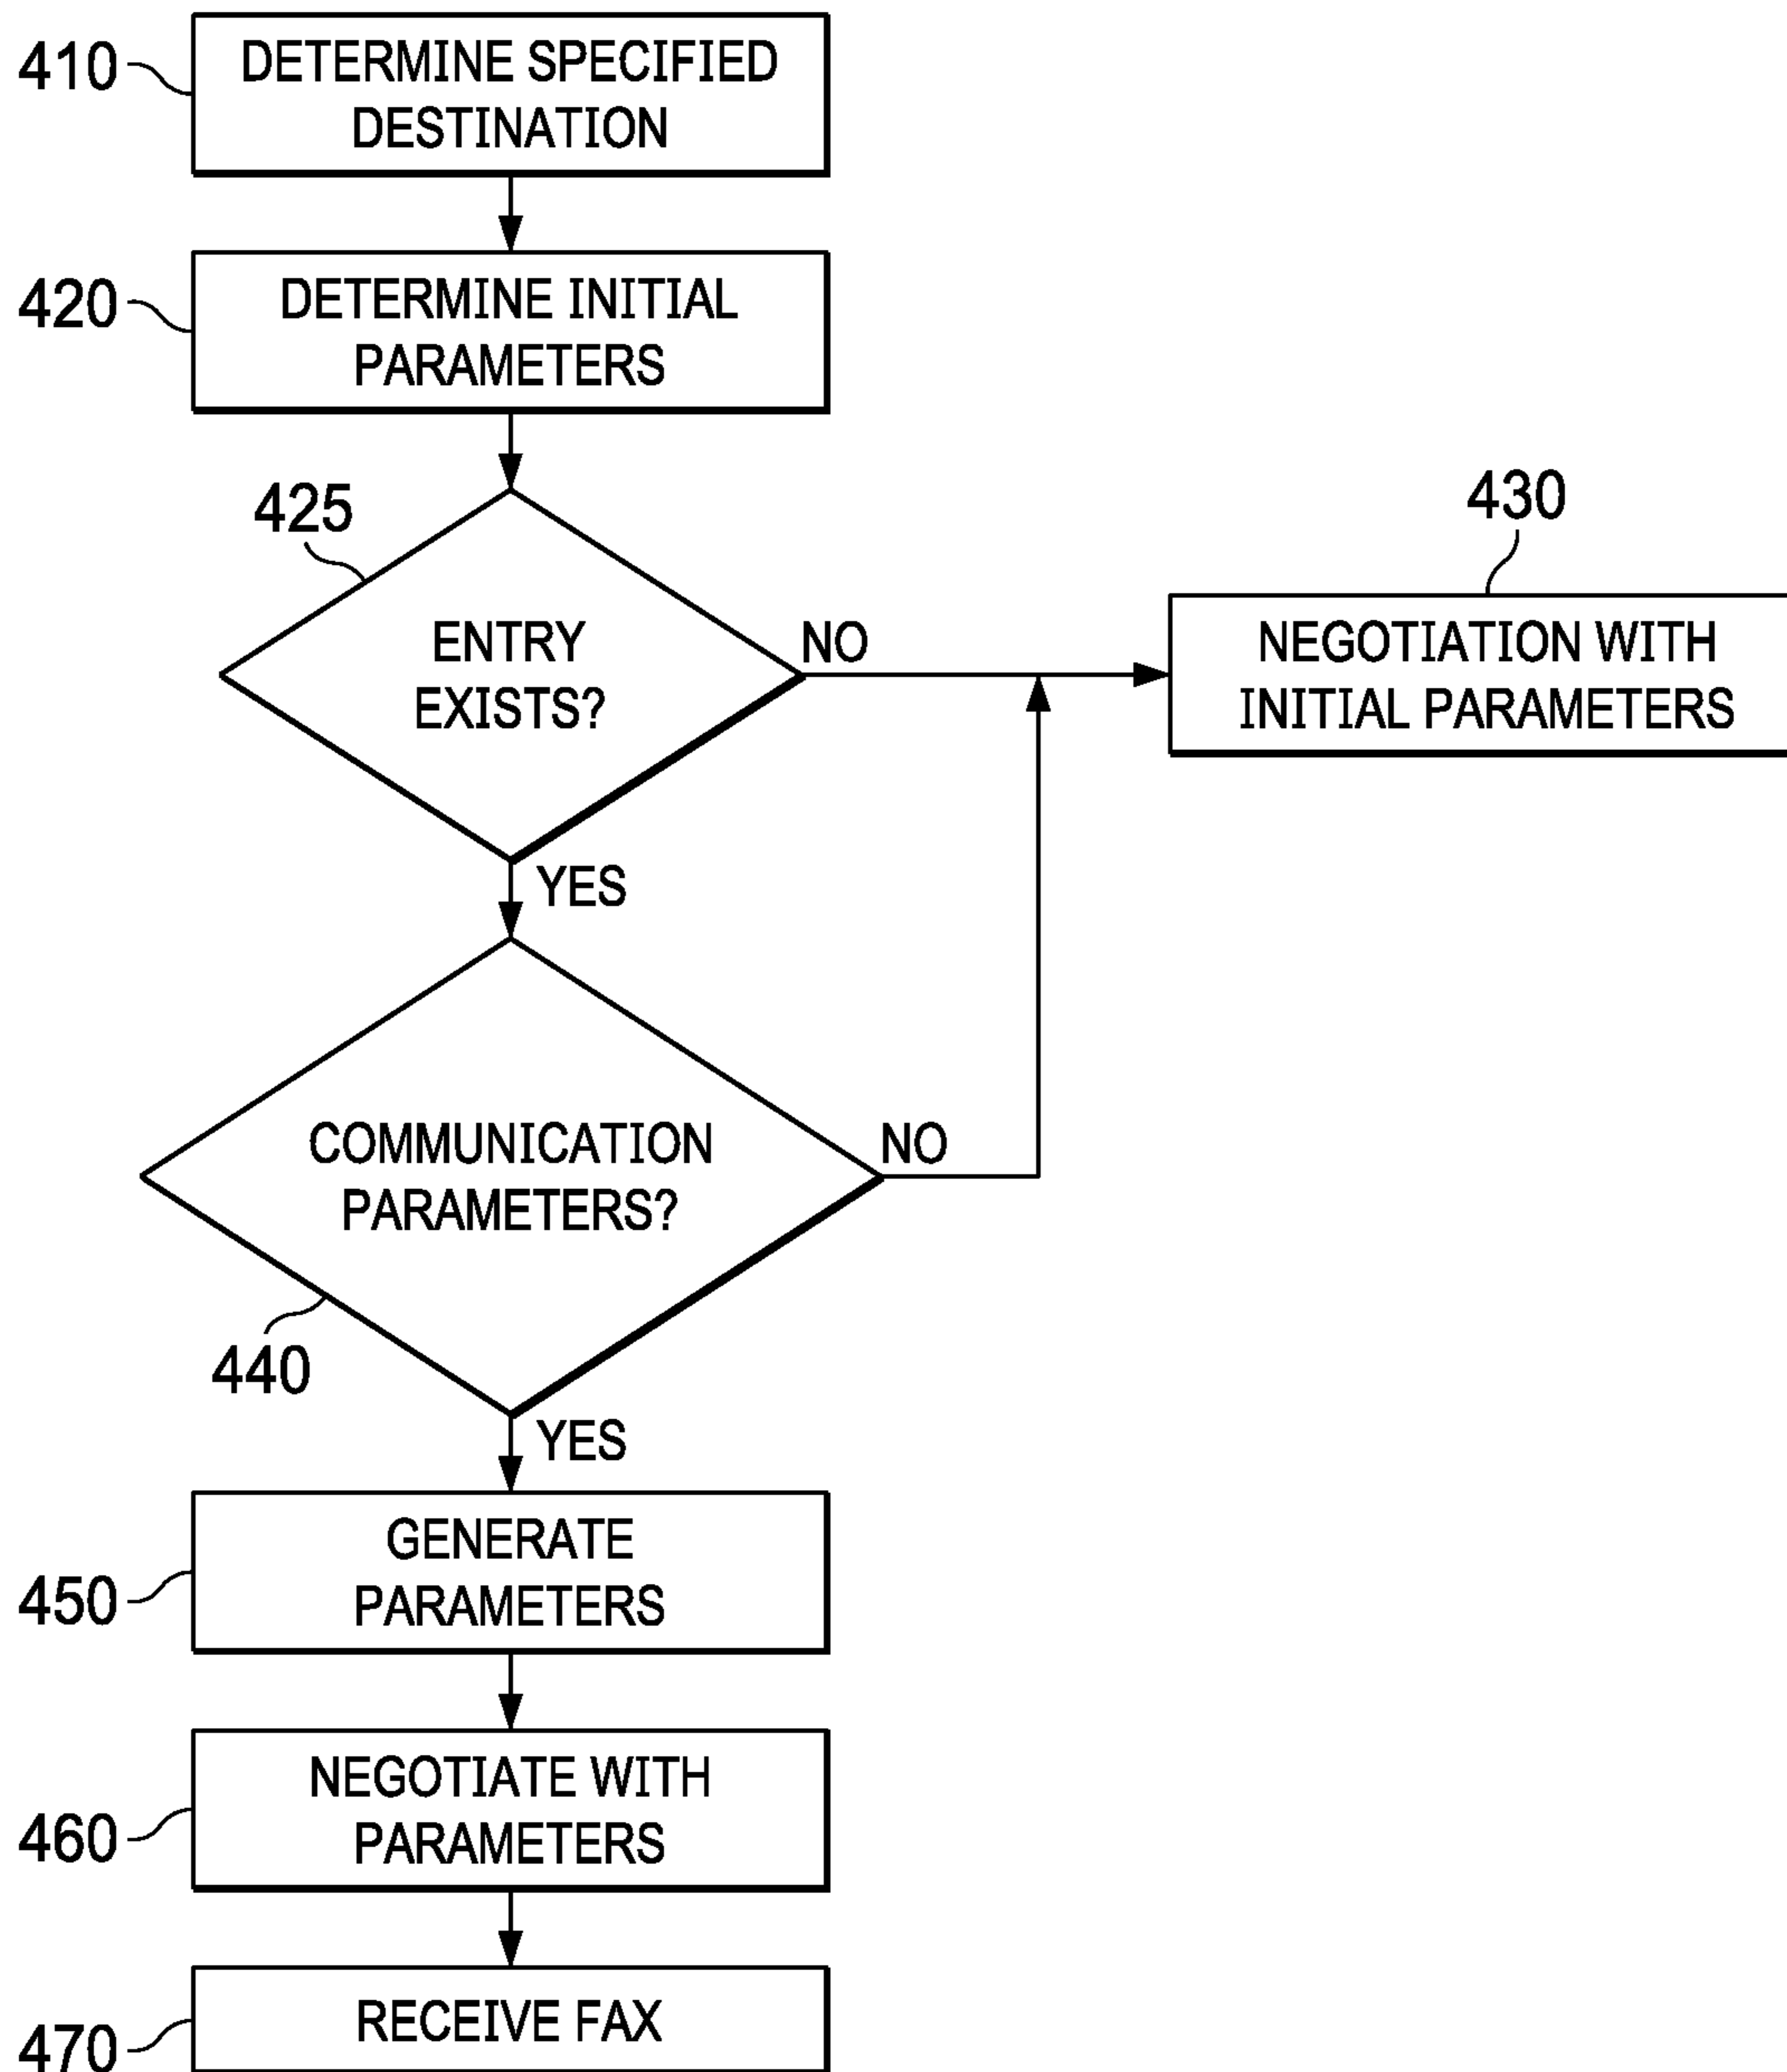 410
DETERMINE SPECIFIED
DESTINATION
420
DETERMINE INITIAL
PARAMETERS
425
430
ENTRY
EXISTS?
NO
NEGOTIATION WITH
INITIAL PARAMETERS
YES
COMMUNICATION
PARAMETERS?
NO
440
YES
GENERATE
PARAMETERS
450
NEGOTIATE WITH
PARAMETERS
460
RECEIVE FAX
470